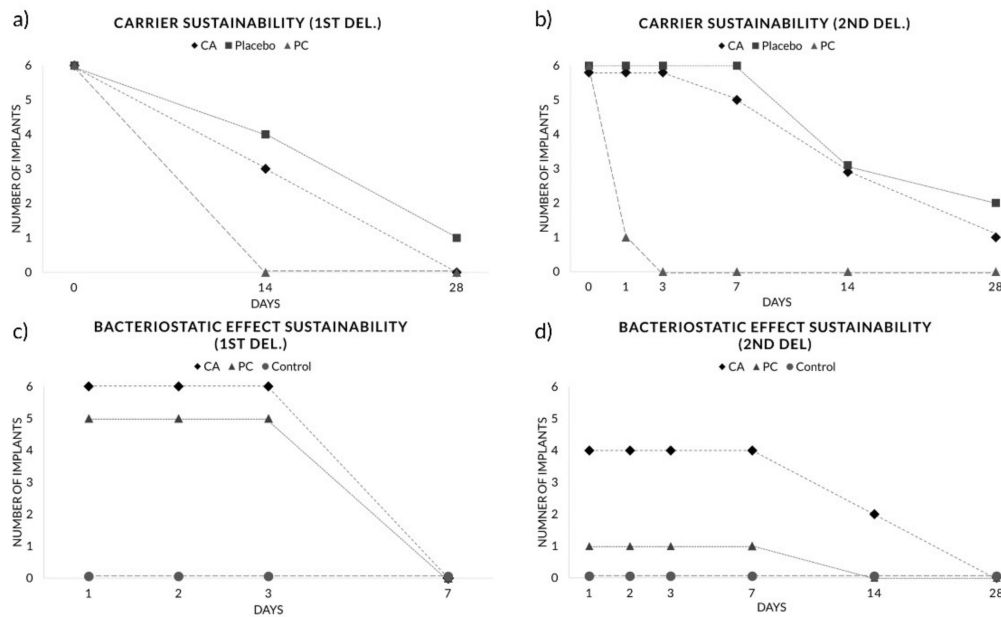 a)
CARRIER SUSTAINABILITY (1ST DEL.)
CA Placebo PC
NUMBER OF IMPLANTS
6
5
4
3
2
1
0
0 14 28
DAYS
b)
CARRIER SUSTAINABILITY (2ND DEL.)
CA Placebo PC
NUMBER OF IMPLANTS
6
5
4
3
2
1
0
0 1 3 7 14 28
DAYS
c)
BACTERIOSTATIC EFFECT SUSTAINABILITY
(1ST DEL.)
CA PC Control
NUMBER OF IMPLANTS
6
5
4
3
2
1
0
1 2 3 7
DAYS
d)
BACTERIOSTATIC EFFECT SUSTAINABILITY
(2ND DEL)
CA PC Control
NUMNER OF IMPLANTS
6
5
4
3
2
1
0
1 2 3 7 14 28
DAYS